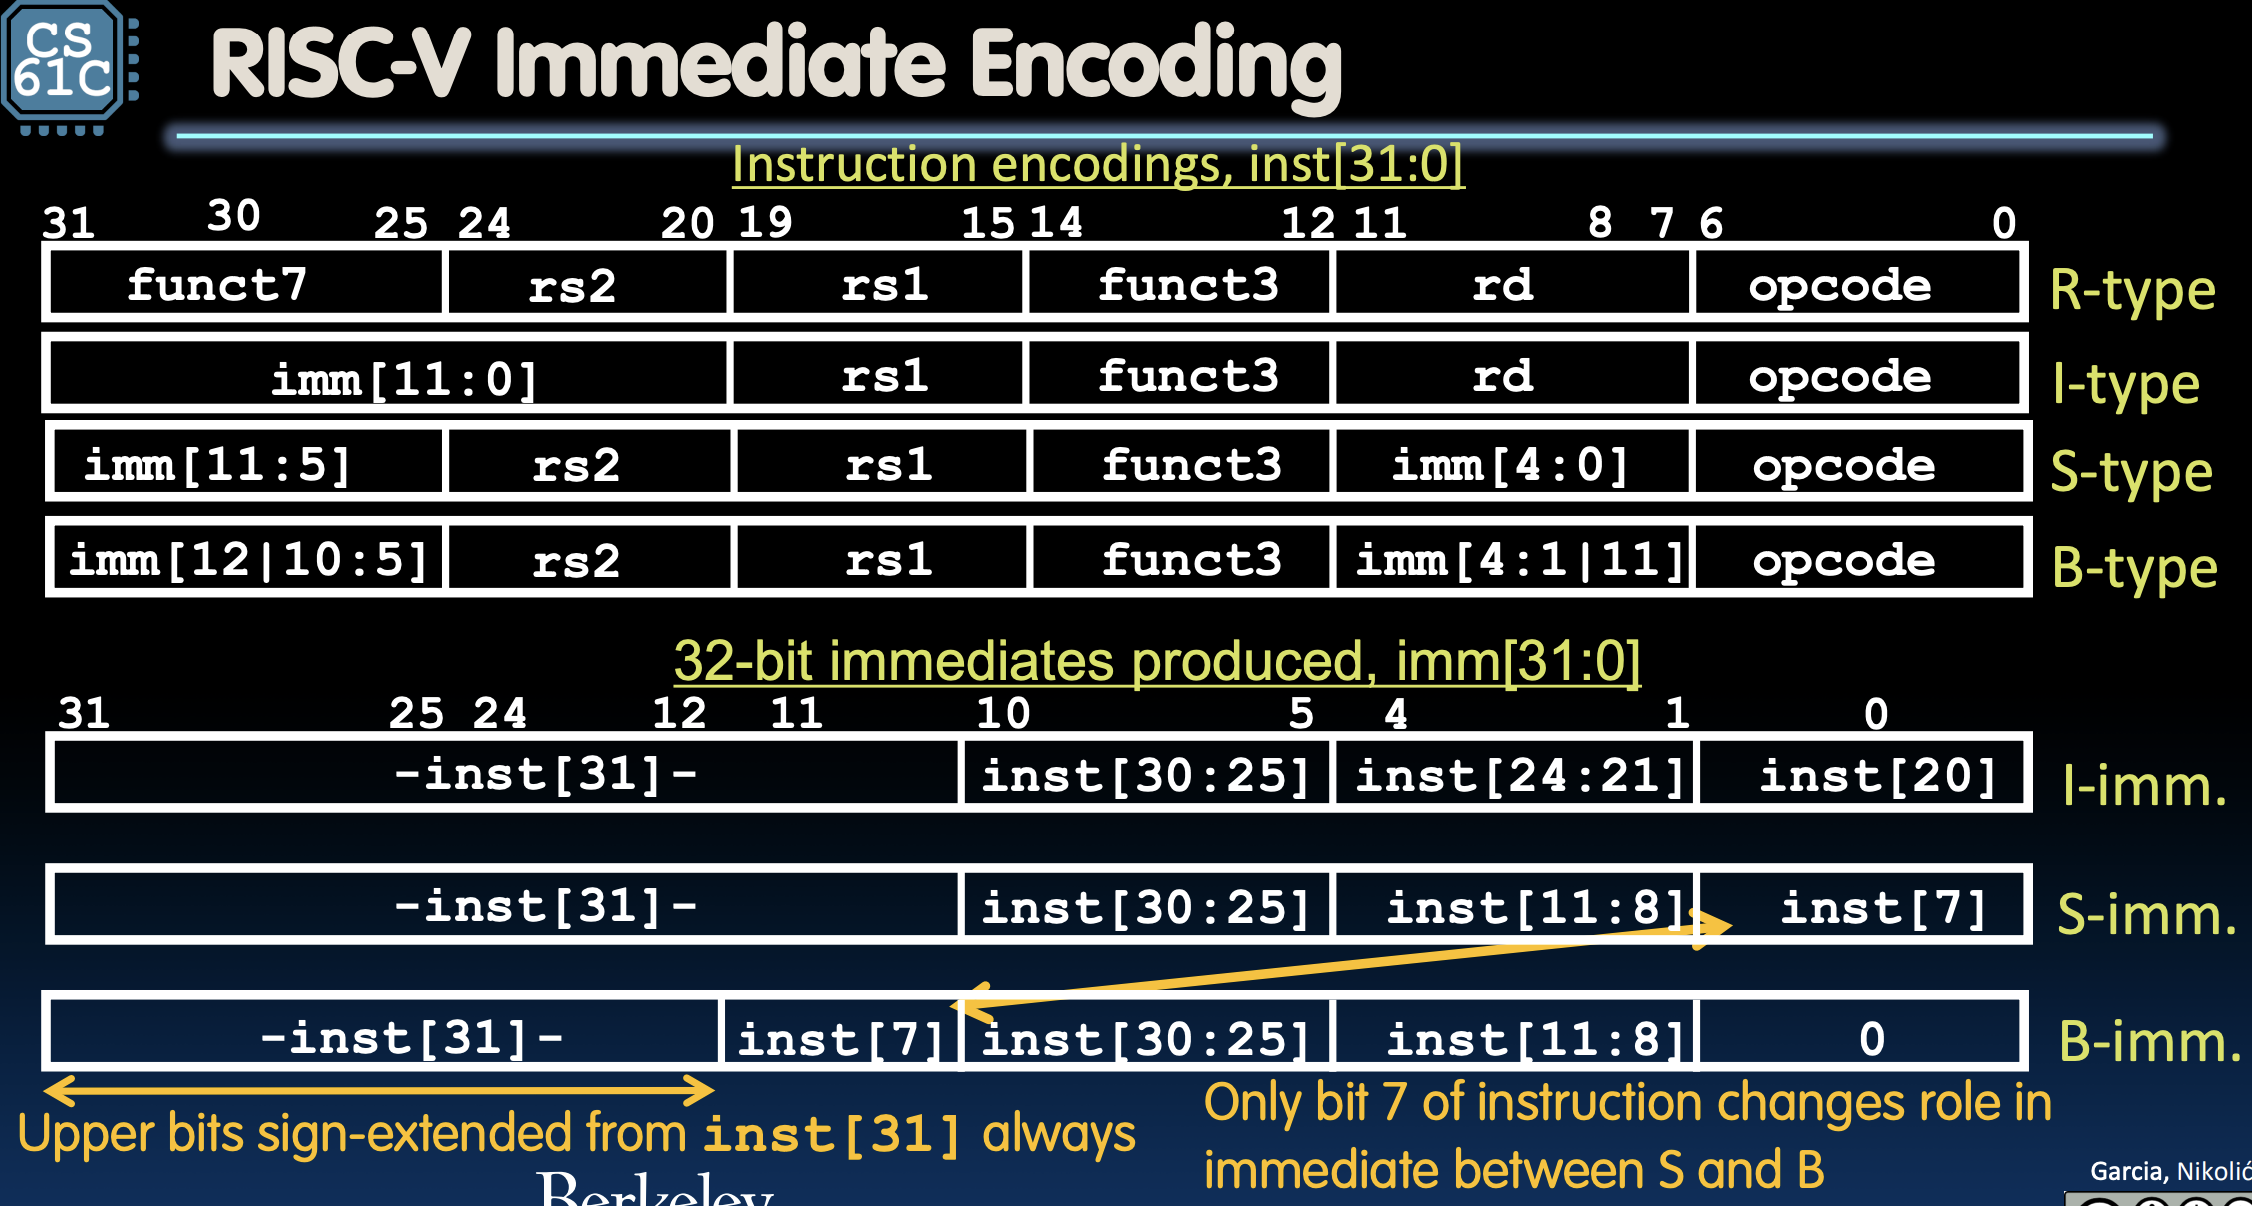 CS
61C
RISC-V Immediate Encoding
Instruction encodings, inst[31:0]
31 30 25 24 20 19 15 14 12 11 8 7 6 0
funct7 rs2 rs1 funct3 rd opcode R-type
imm[11:0] rs1 funct3 rd opcode I-type
imm[11:5] rs2 rs1 funct3 imm[4:0] opcode S-type
imm[12|10:5] rs2 rs1 funct3 imm[4:1|11] opcode B-type
32-bit immediates produced, imm[31:0]
31 25 24 12 11 10 5 4 1 0
-inst[31]- inst[30:25] inst[24:21] inst[20] I-imm.
-inst[31]- inst[30:25] inst[11:8] inst[7] S-imm.
-inst[31]- inst[7] inst[30:25] inst[11:8] 0 B-imm.
Upper bits sign-extended from inst[31] always
Only bit 7 of instruction changes role in
immediate between S and B
Berkeley
Garcia, Nikolić